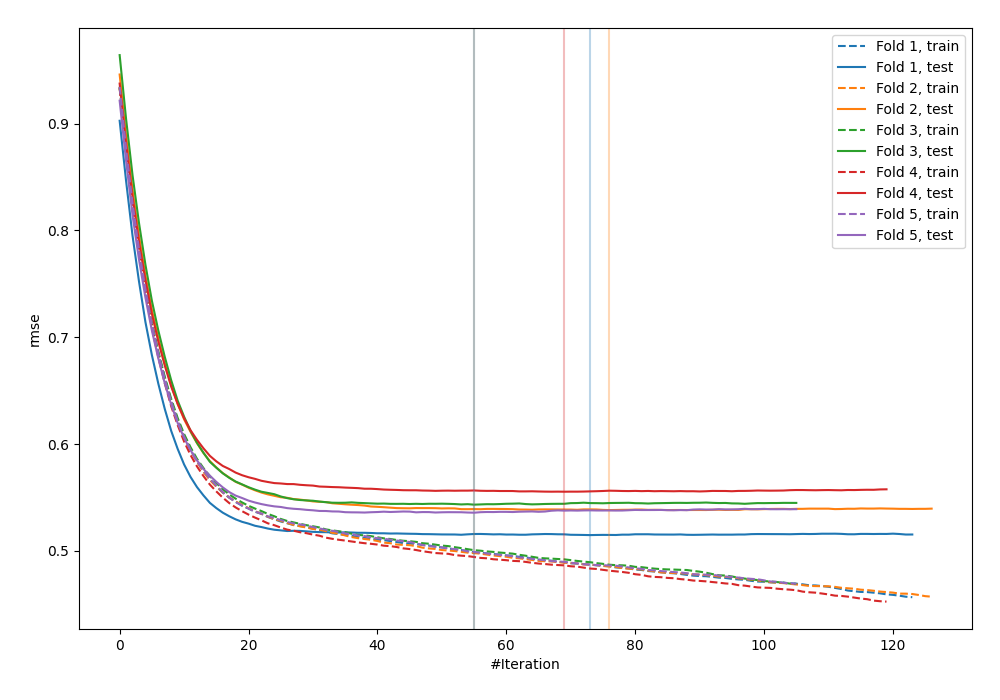 Fold 1, train
Fold 1, test
Fold 2, train
Fold 2, test
Fold 3, train
Fold 3, test
Fold 4, train
Fold 4, test
Fold 5, train
Fold 5, test
0.9
0.8
0.7
0.6
0.5
rmse
0 20 40 60 80 100 120
#Iteration